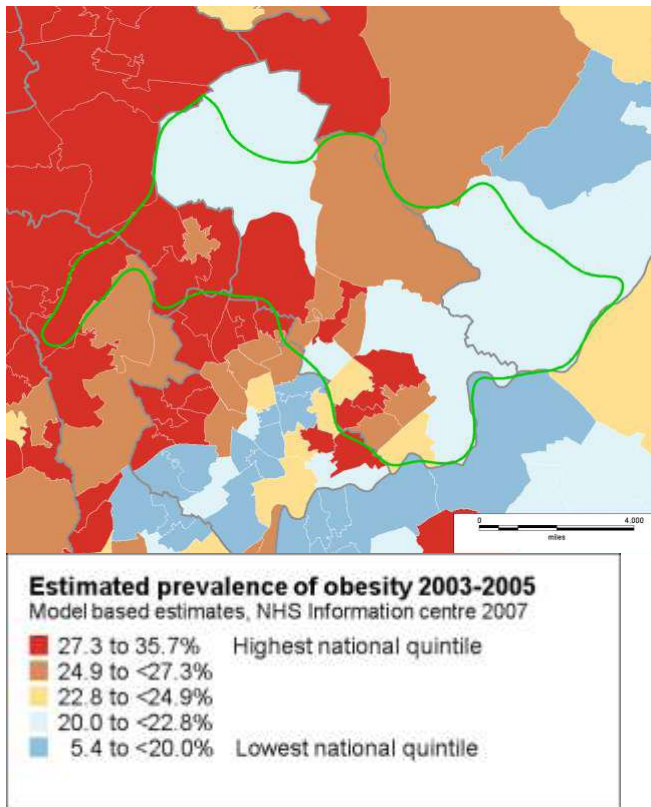 0 4.000
miles
Estimated prevalence of obesity 2003-2005
Model based estimates, NHS Information centre 2007
27.3 to 35.7% Highest national quintile
24.9 to <27.3%
22.8 to <24.9%
20.0 to <22.8%
5.4 to <20.0% Lowest national quintile